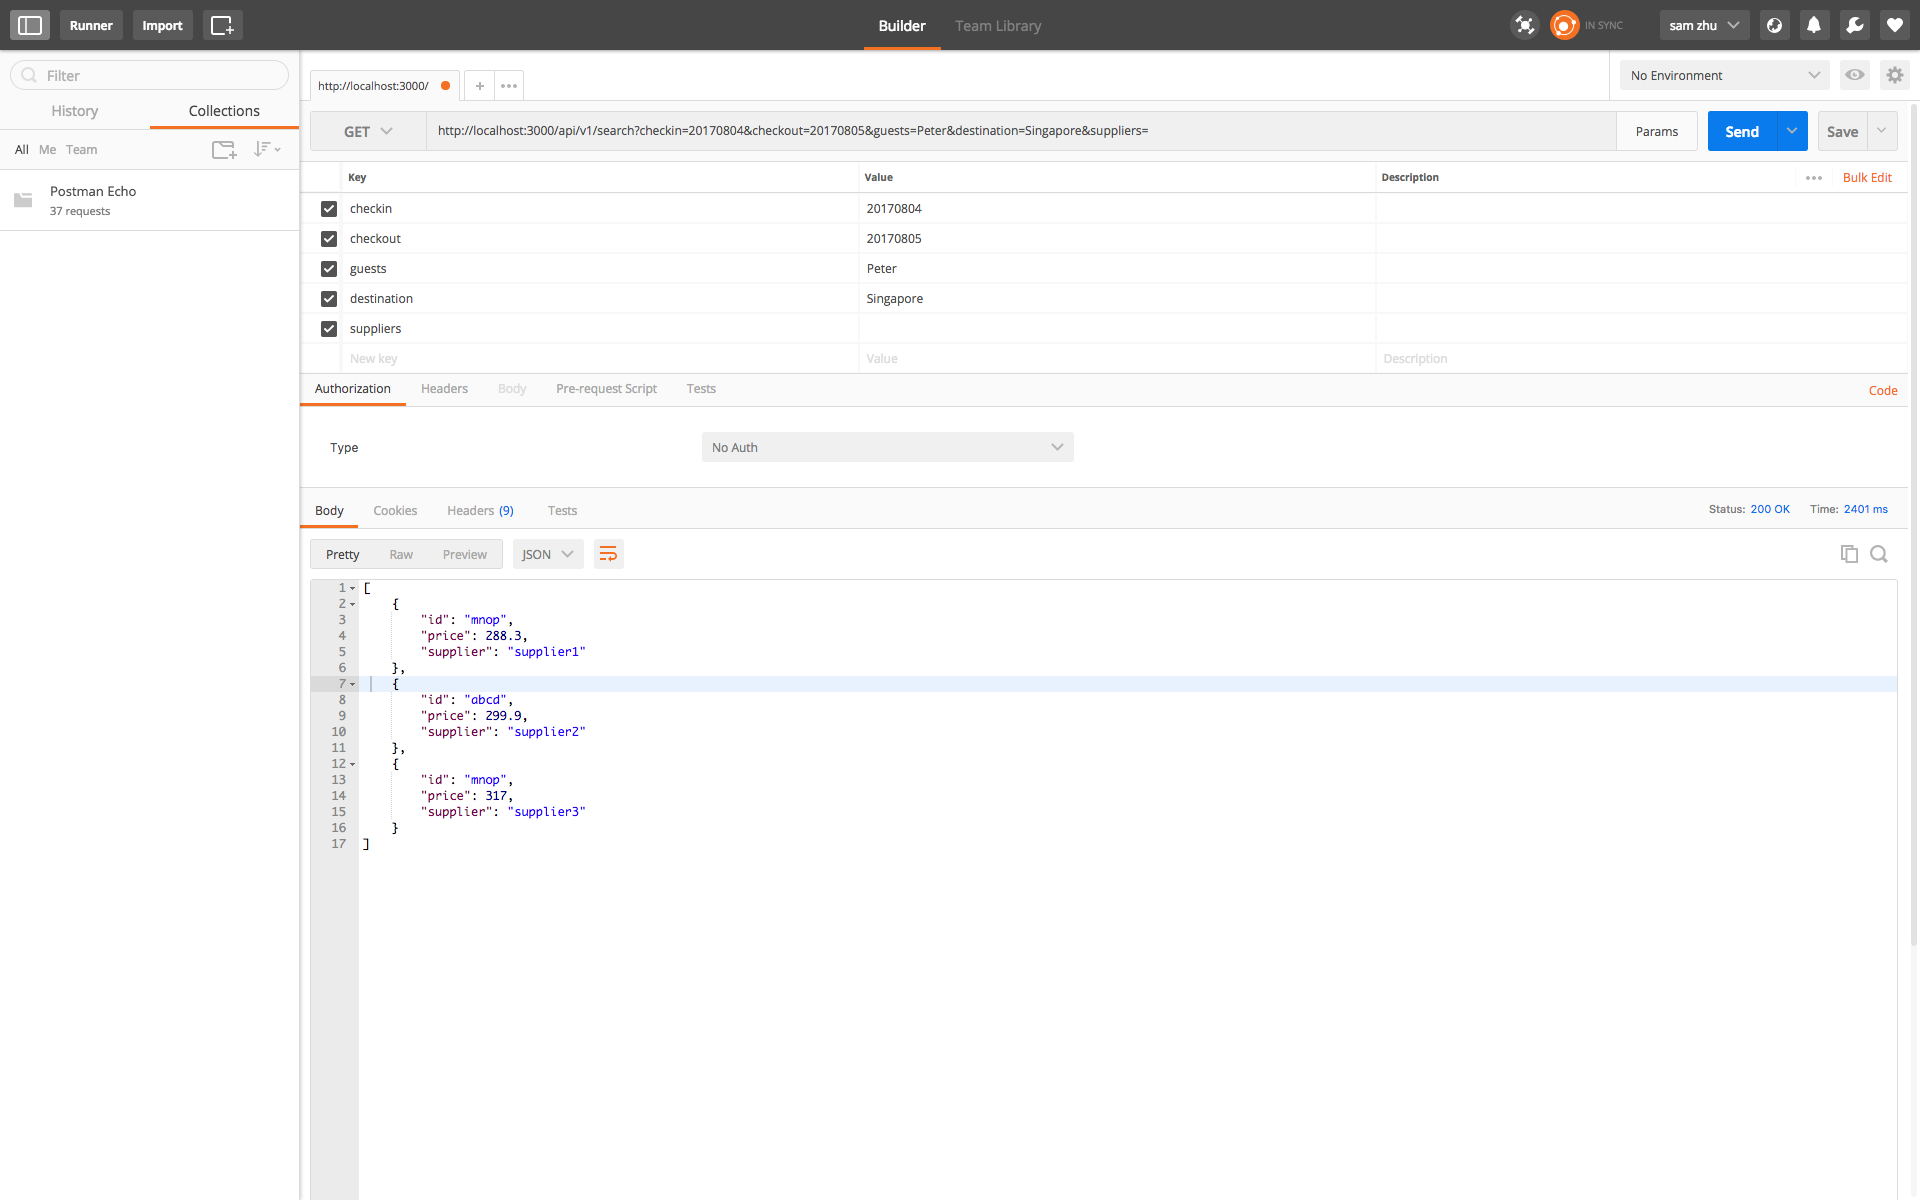 Runner Import Builder Team Library IN SYNC sam zhu
Filter
History Collections
All Me Team
Postman Echo
37 requests
http://localhost:3000/ + •••
No Environment
GET http://localhost:3000/api/v1/search?checkin=20170804&checkout=20170805&guests=Peter&destination=Singapore&suppliers= Params Send Save
Key Value Description ••• Bulk Edit
checkin 20170804
checkout 20170805
guests Peter
destination Singapore
suppliers
New key Value Description
Authorization Headers Body Pre-request Script Tests Code
Type No Auth
Body Cookies Headers (9) Tests Status: 200 OK Time: 2401 ms
Pretty Raw Preview JSON
1 [
2 {
3 "id": "mnop",
4 "price": 288.3,
5 "supplier": "supplier1"
6 },
7 {
8 "id": "abcd",
9 "price": 299.9,
10 "supplier": "supplier2"
11 },
12 {
13 "id": "mnop",
14 "price": 317,
15 "supplier": "supplier3"
16 }
17 ]